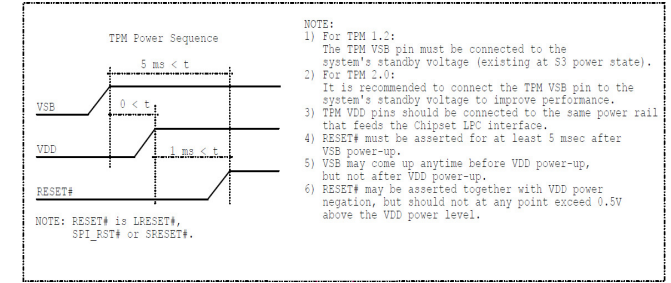 TPM Power Sequence
5 ms < t
VSB
0 < t
VDD
1 ms < t
RESET#
NOTE: RESET# is LRESET#,
SPI_RST# or SRESET#.
NOTE:
1) For TPM 1.2:
The TPM VSB pin must be connected to the
system's standby voltage (existing at S3 power state).
2) For TPM 2.0:
It is recommended to connect the TPM VSB pin to the
system's standby voltage to improve performance.
3) TPM VDD pins should be connected to the same power rail
that feeds the Chipset LPC interface.
4) RESET# must be asserted for at least 5 msec after
VSB power-up.
5) VSB may come up anytime before VDD power-up,
but not after VDD power-up.
6) RESET# may be asserted together with VDD power
negation, but should not at any point exceed 0.5V
above the VDD power level.